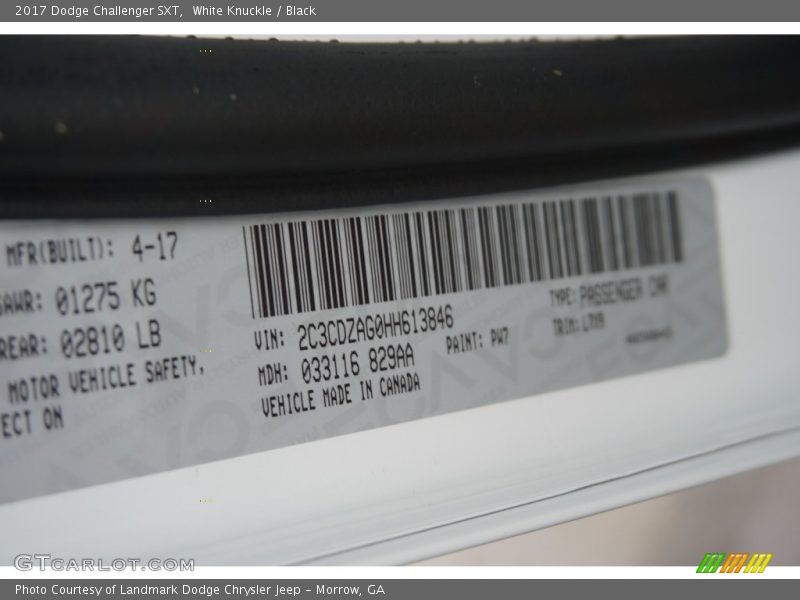 2017 Dodge Challenger SXT, White Knuckle / Black
MFR(BUILT): 4-17
GAWR: 01275 KG
REAR: 02810 LB
MOTOR VEHICLE SAFETY,
ECT ON
VIN: 2C3CDZAG0HH613846
MDH: 033116 829AA
VEHICLE MADE IN CANADA
PAINT: PW7
TYPE: PASSENGER CAR
TRIM:
GTCARLOT.COM
Photo Courtesy of Landmark Dodge Chrysler Jeep – Morrow, GA